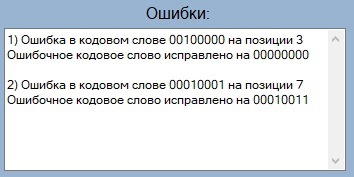 Ошибки:
1) Ошибка в кодовом слове 00100000 на позиции 3
Ошибочное кодовое слово исправлено на 00000000
2) Ошибка в кодовом слове 00010001 на позиции 7
Ошибочное кодовое слово исправлено на 00010011